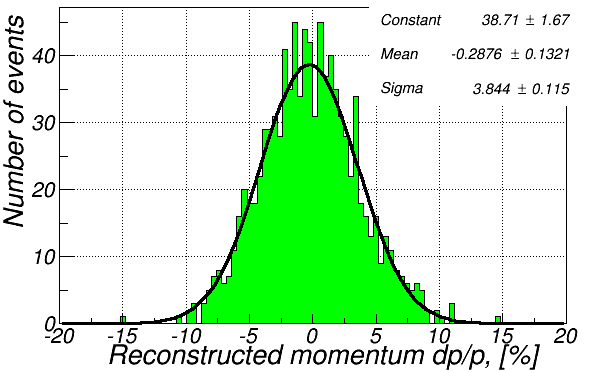 Constant 38.71 ± 1.67
Mean -0.2876 ± 0.1321
Sigma 3.844 ± 0.115
Number of events
40
30
20
10
0
-20 -15 -10 -5 0 5 10 15 20
Reconstructed momentum dp/p, [%]